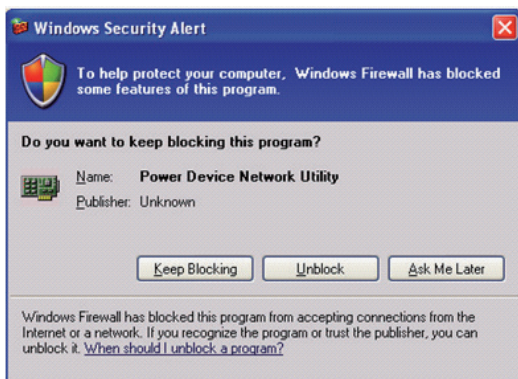 Windows Security Alert
To help protect your computer, Windows Firewall has blocked
some features of this program.
Do you want to keep blocking this program?
Name: Power Device Network Utility
Publisher: Unknown
Keep Blocking Unblock Ask Me Later
Windows Firewall has blocked this program from accepting connections from the
Internet or a network. If you recognize the program or trust the publisher, you can
unblock it. When should I unblock a program?